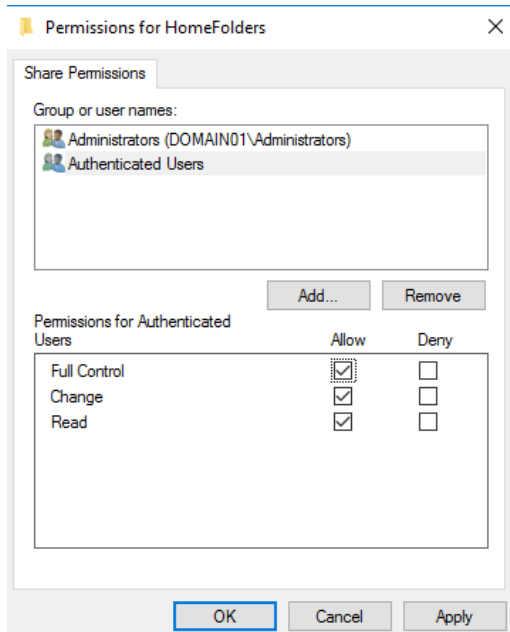 Permissions for HomeFolders
Share Permissions
Group or user names:
Administrators (DOMAIN01\Administrators)
Authenticated Users
Add...
Remove
Permissions for Authenticated
Users
Allow
Deny
Full Control
Change
Read
OK
Cancel
Apply